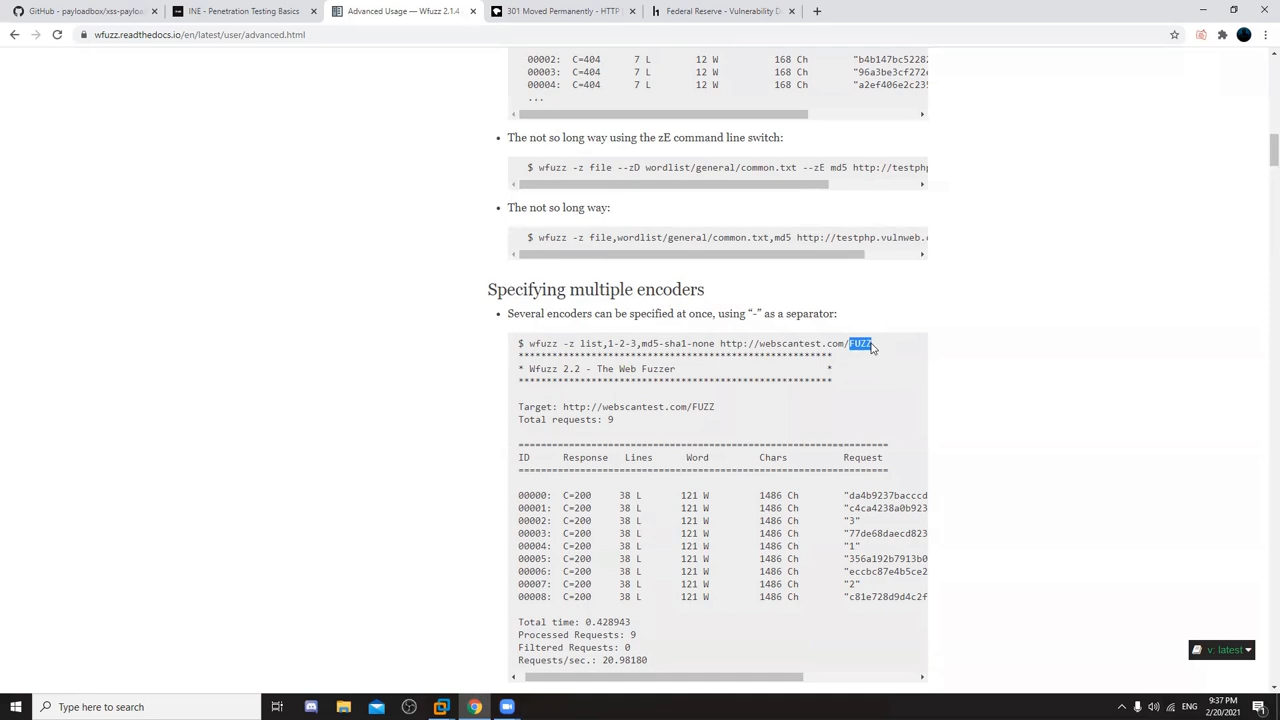 GitHub - payloadbox/xss-payloa
INE - Penetration Testing Basics
Advanced Usage — Wfuzz 2.1.4
301 Moved Permanently - HTTP
Federal Reserve - Vulnerability D
wfuzz.readthedocs.io/en/latest/user/advanced.html
00002: C=404 7 L 12 W 168 Ch "b4b147bc52282
00003: C=404 7 L 12 W 168 Ch "96a3be3cf272e
00004: C=404 7 L 12 W 168 Ch "a2ef406e2c235
...
• The not so long way using the zE command line switch:
$ wfuzz -z file --zD wordlist/general/common.txt --zE md5 http://testphp
• The not so long way:
$ wfuzz -z file,wordlist/general/common.txt,md5 http://testphp.vulnweb.c
Specifying multiple encoders
• Several encoders can be specified at once, using “-” as a separator:
$ wfuzz -z list,1-2-3,md5-sha1-none http://webscantest.com/FUZZ
********************************************************
* Wfuzz 2.2 - The Web Fuzzer *
********************************************************
Target: http://webscantest.com/FUZZ
Total requests: 9
==================================================================
ID Response Lines Word Chars Request
==================================================================
00000: C=200 38 L 121 W 1486 Ch "da4b9237bacccd
00001: C=200 38 L 121 W 1486 Ch "c4ca4238a0b923
00002: C=200 38 L 121 W 1486 Ch "3"
00003: C=200 38 L 121 W 1486 Ch "77de68daecd823
00004: C=200 38 L 121 W 1486 Ch "1"
00005: C=200 38 L 121 W 1486 Ch "356a192b7913b0
00006: C=200 38 L 121 W 1486 Ch "eccbc87e4b5ce2
00007: C=200 38 L 121 W 1486 Ch "2"
00008: C=200 38 L 121 W 1486 Ch "c81e728d9d4c2f
Total time: 0.428943
Processed Requests: 9
Filtered Requests: 0
Requests/sec.: 20.98180
v: latest
Type here to search
ENG
9:37 PM
2/20/2021